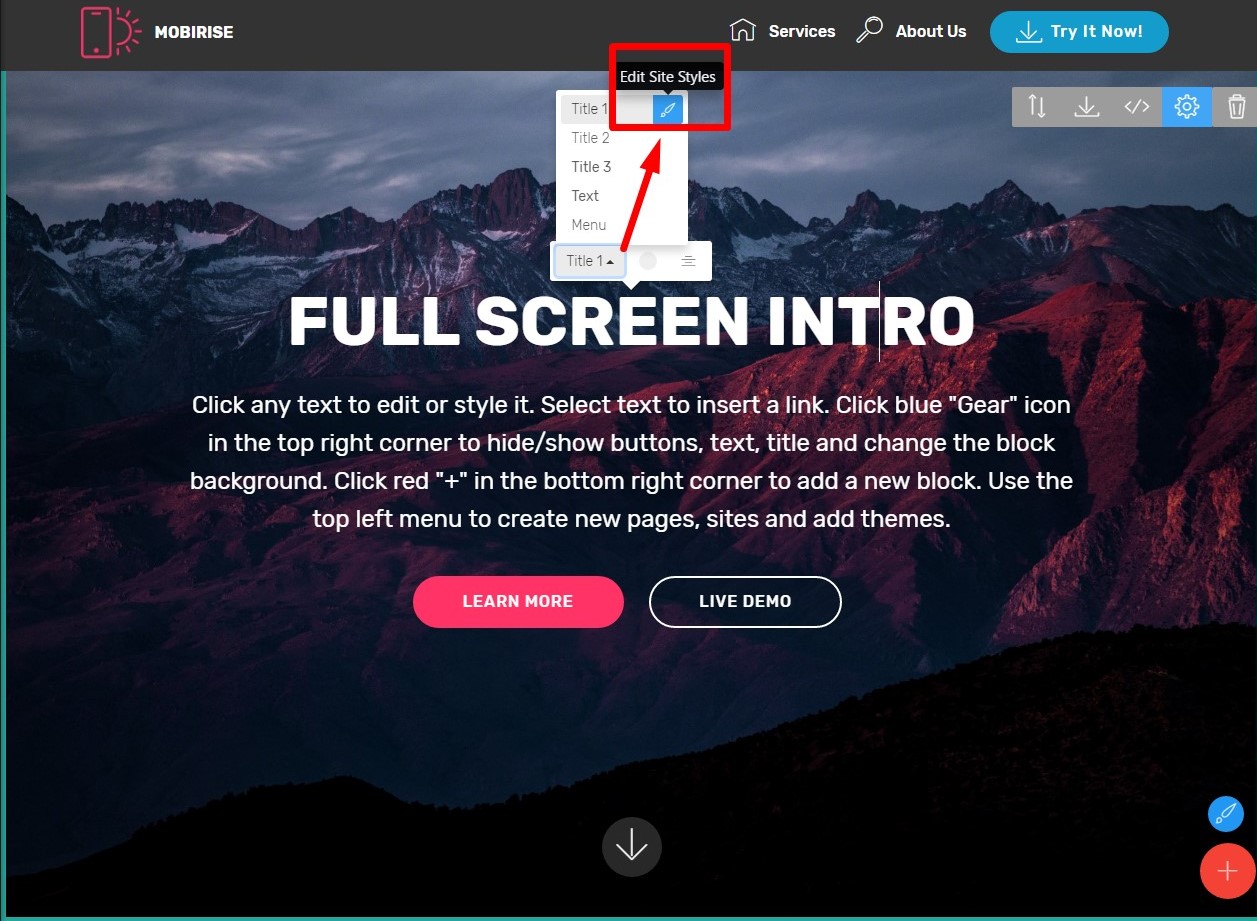 MOBIRISE
Services
About Us
Try It Now!
Edit Site Styles
Title 1
Title 2
Title 3
Text
Menu
Title 1
FULL SCREEN INTRO
Click any text to edit or style it. Select text to insert a link. Click blue "Gear" icon
in the top right corner to hide/show buttons, text, title and change the block
background. Click red "+" in the bottom right corner to add a new block. Use the
top left menu to create new pages, sites and add themes.
LEARN MORE
LIVE DEMO